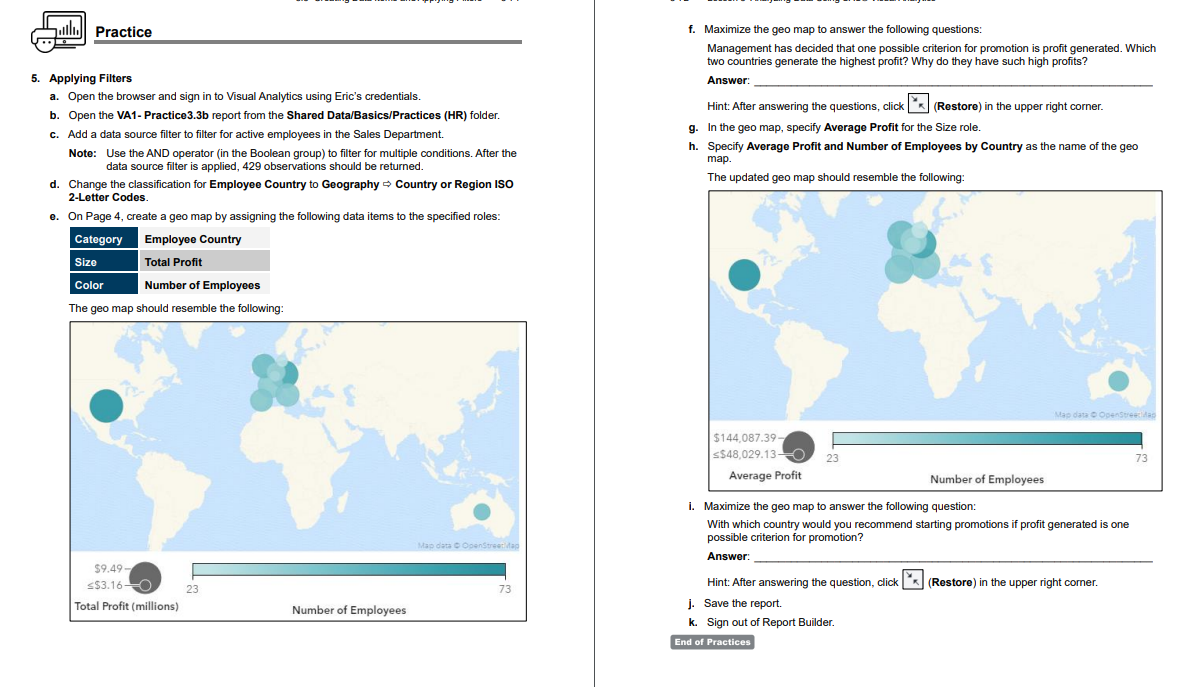 Practice
5. Applying Filters
a. Open the browser and sign in to Visual Analytics using Eric's credentials.
b. Open the VA1- Practice3.3b report from the Shared Data/Basics/Practices (HR) folder.
c. Add a data source filter to filter for active employees in the Sales Department.
Note: Use the AND operator (in the Boolean group) to filter for multiple conditions. After the
data source filter is applied, 429 observations should be returned.
d. Change the classification for Employee Country to Geography ⇨ Country or Region ISO
2-Letter Codes.
e. On Page 4, create a geo map by assigning the following data items to the specified roles:
Category Employee Country
Size Total Profit
Color Number of Employees
The geo map should resemble the following:
Map data © OpenStreetMap
$9.49
≤$3.16
Total Profit (millions)
23 73
Number of Employees
f. Maximize the geo map to answer the following questions:
Management has decided that one possible criterion for promotion is profit generated. Which
two countries generate the highest profit? Why do they have such high profits?
Answer:
Hint: After answering the questions, click (Restore) in the upper right corner.
g. In the geo map, specify Average Profit for the Size role.
h. Specify Average Profit and Number of Employees by Country as the name of the geo
map.
The updated geo map should resemble the following:
Map data © OpenStreetMap
$144,087.39
≤$48,029.13
Average Profit
23 73
Number of Employees
i. Maximize the geo map to answer the following question:
With which country would you recommend starting promotions if profit generated is one
possible criterion for promotion?
Answer:
Hint: After answering the question, click (Restore) in the upper right corner.
j. Save the report.
k. Sign out of Report Builder.
End of Practices